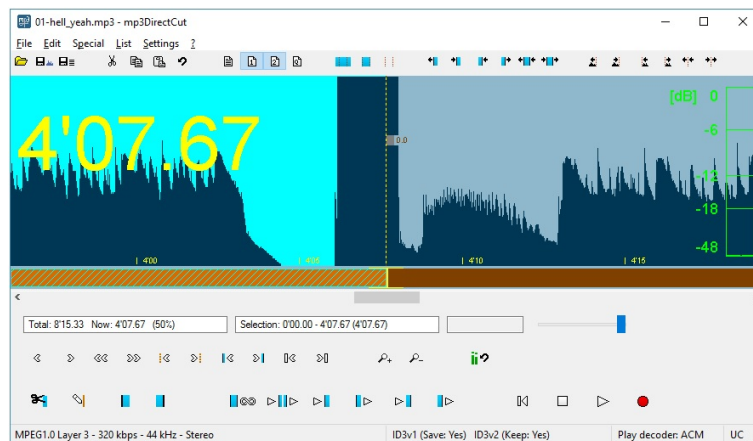 01-hell_yeah.mp3 - mp3DirectCut
File Edit Special List Settings ?
4'07.67
[dB] 0
-6
0.0
-12
-18
-48
4'00 4'05 4'10 4'15
Total: 8'15.33 Now: 4'07.67 (50%) Selection: 0'00.00 - 4'07.67 (4'07.67)
MPEG1.0 Layer 3 - 320 kbps - 44 kHz - Stereo ID3v1 (Save: Yes) ID3v2 (Keep: Yes) Play decoder: ACM UC